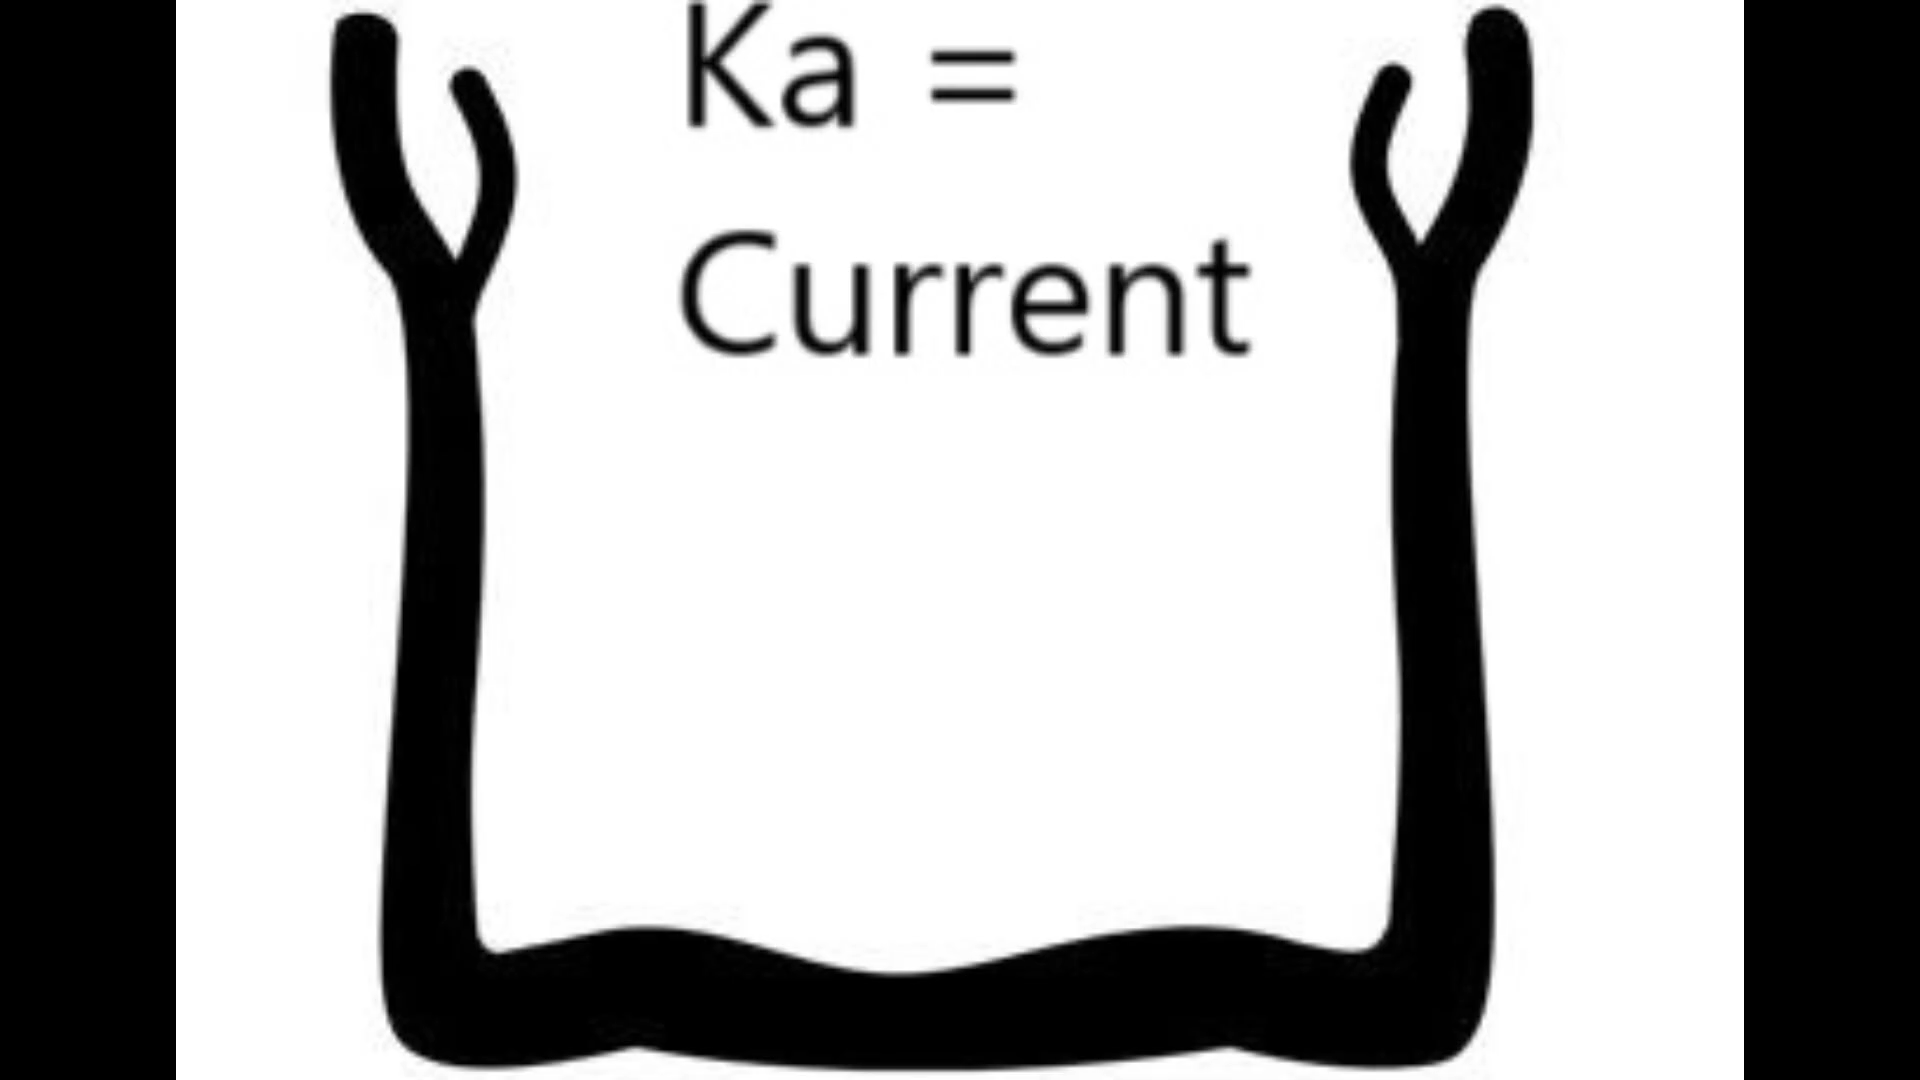 Ka =
Current